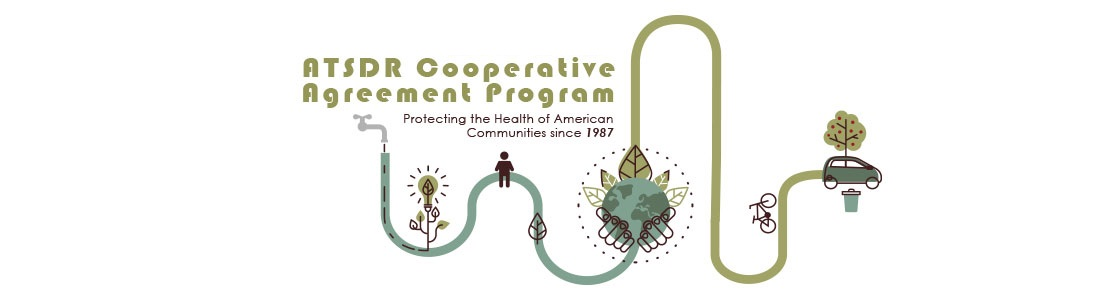 ATSDR Cooperative
Agreement Program
Protecting the Health of American
Communities since 1987